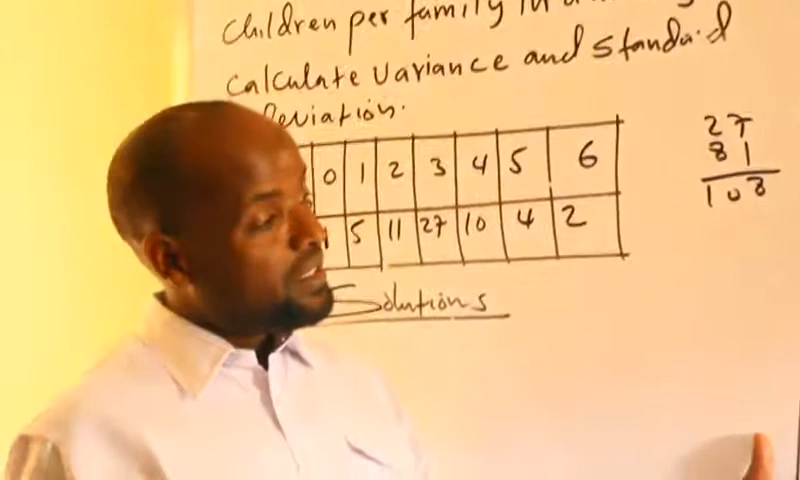 children per family in a
calculate variance and standard
deviation.
0 1 2 3 4 5 6
5 11 27 10 4 2
Solutions
27
81
108